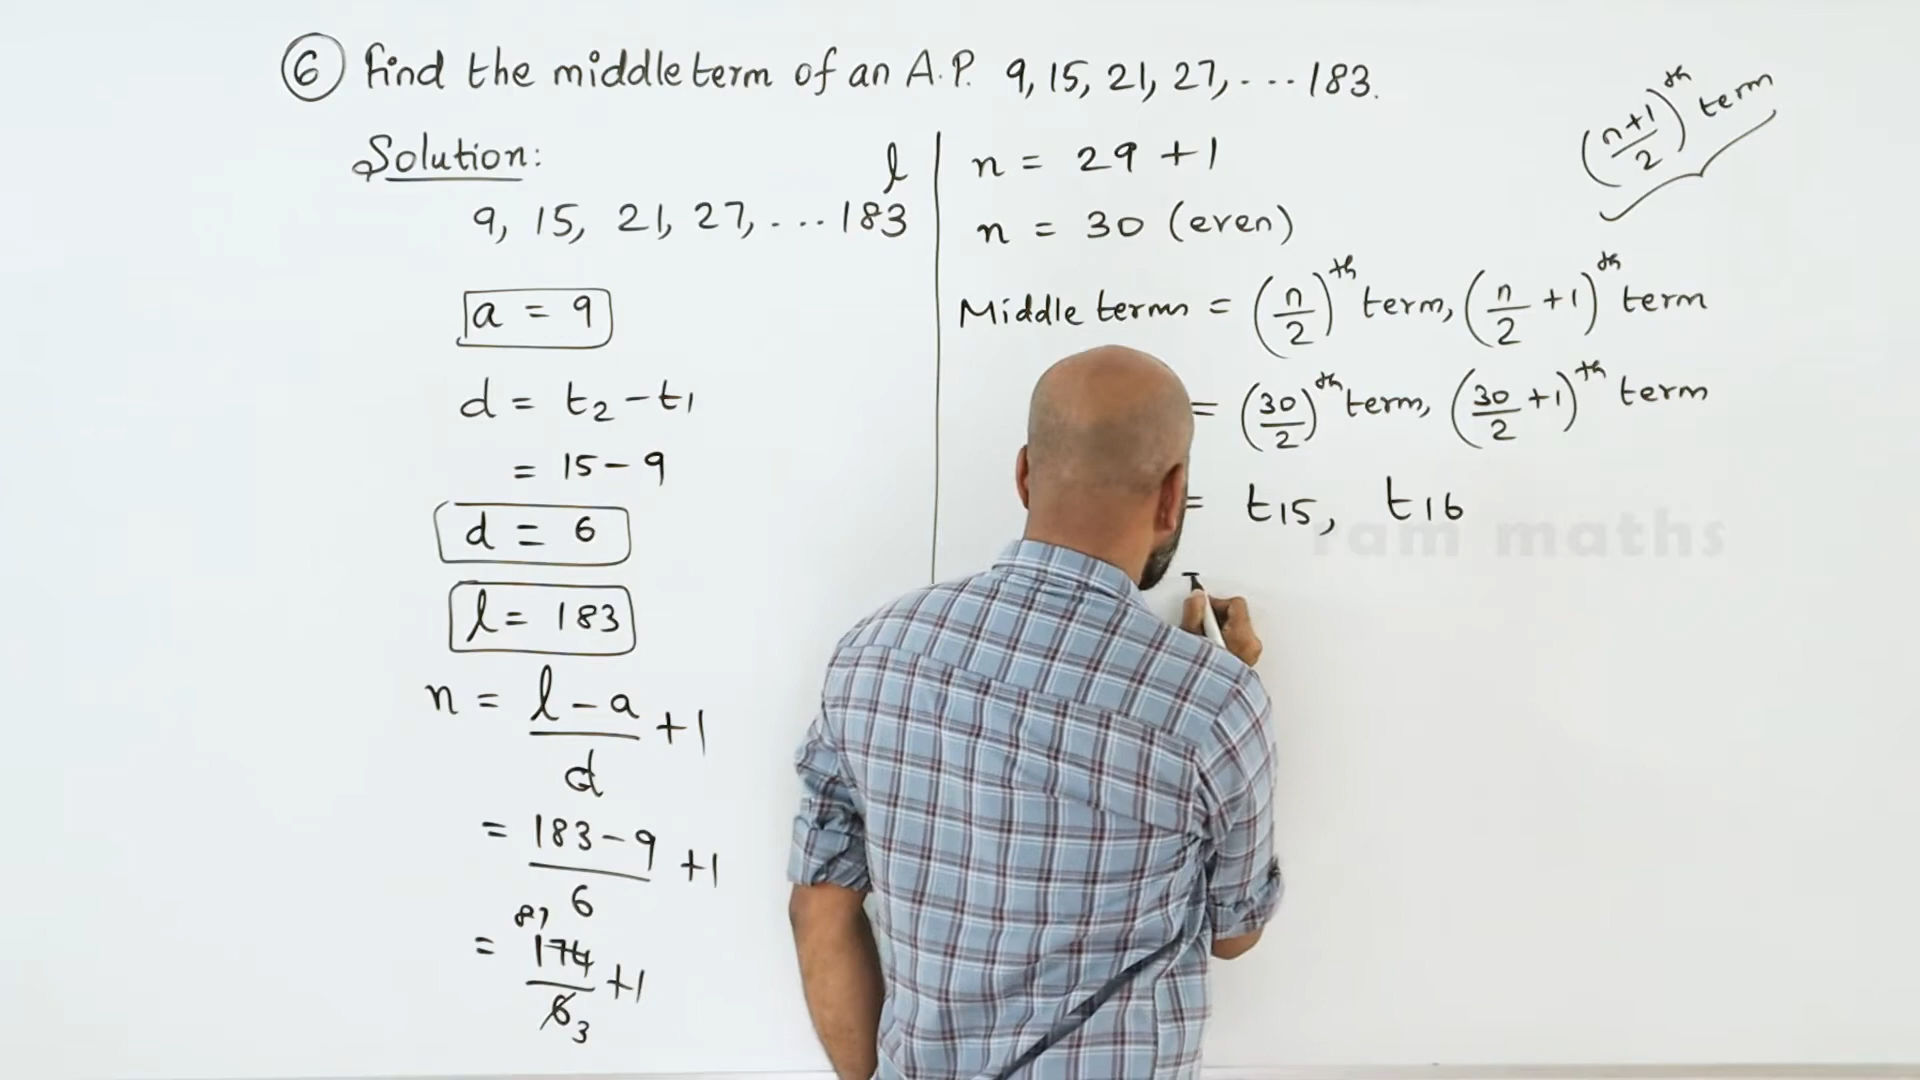 6 Find the middle term of an A.P. 9, 15, 21, 27, ... 183.
Solution:
l
9, 15, 21, 27, ... 183
a = 9
d = t2 - t1
= 15 - 9
d = 6
l = 183
n = (l - a)/d + 1
= (183 - 9)/6 + 1
87
= 174/6 + 1
3
n = 29 + 1
n = 30 (even)
Middle terms = (n/2)th term, (n/2 + 1)th term
= (30/2)th term, (30/2 + 1)th term
= t15, t16
((n+1)/2)th term
ram maths